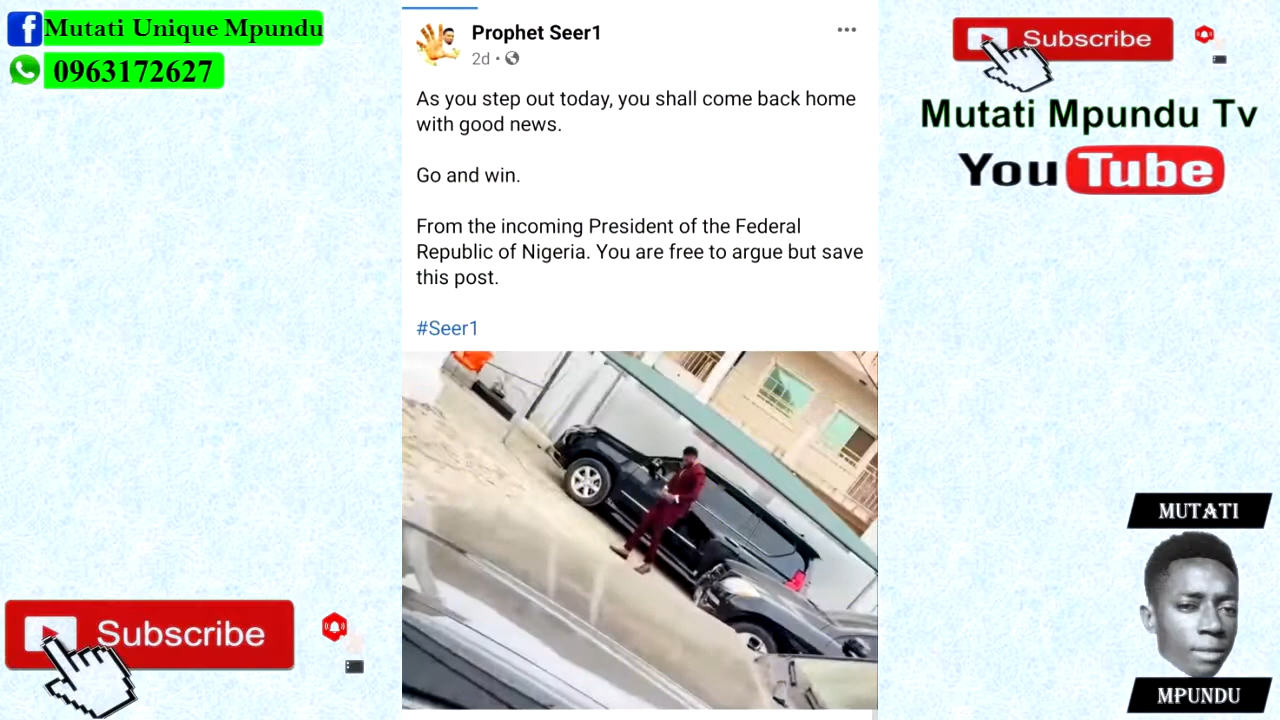 Mutati Unique Mpundu
0963172627
Prophet Seer1
2d
As you step out today, you shall come back home
with good news.
Go and win.
From the incoming President of the Federal
Republic of Nigeria. You are free to argue but save
this post.
#Seer1
Subscribe
Mutati Mpundu Tv
YouTube
Subscribe
MUTATI
MPUNDU